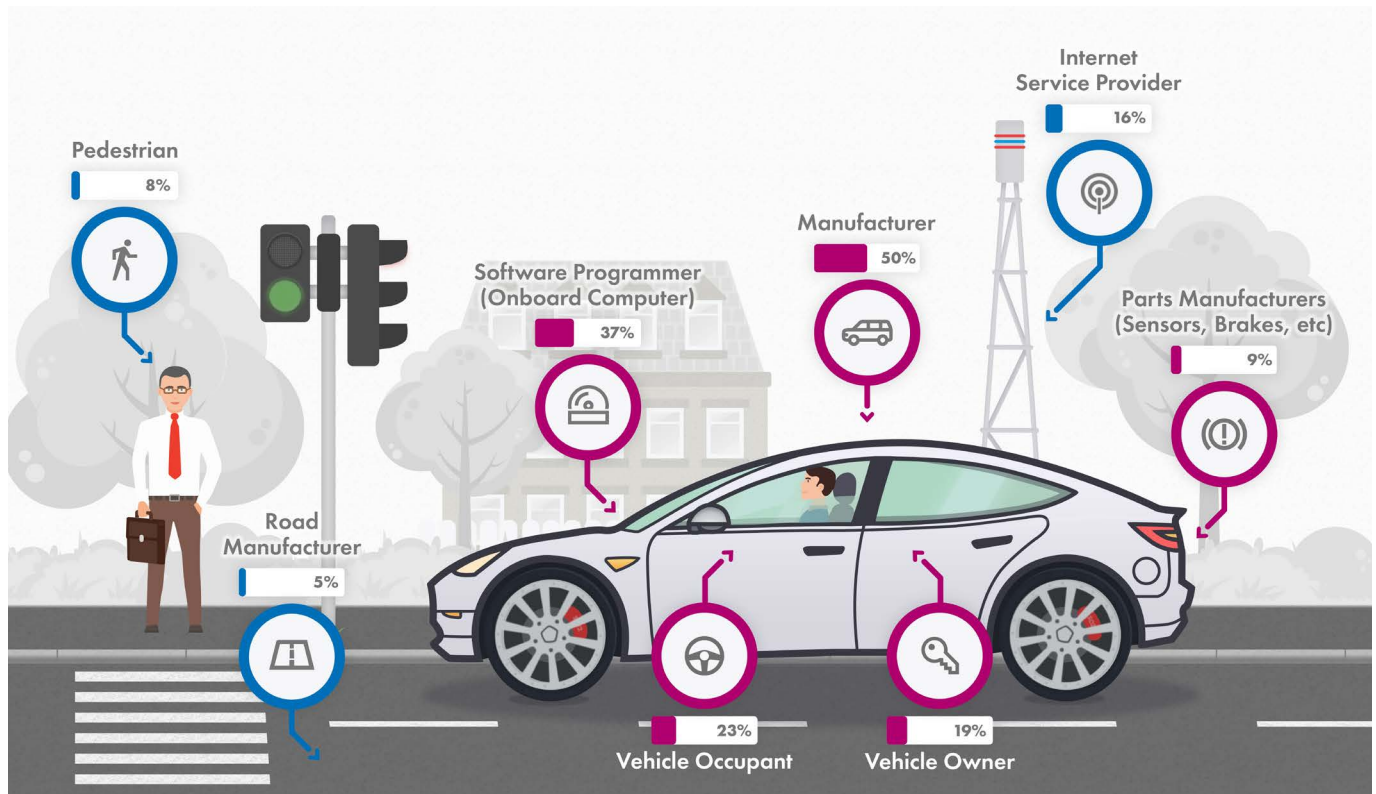 Internet
Service Provider
16%
Pedestrian
8%
Manufacturer
50%
Software Programmer
(Onboard Computer)
37%
Parts Manufacturers
(Sensors, Brakes, etc)
9%
Road
Manufacturer
5%
23%
Vehicle Occupant
19%
Vehicle Owner